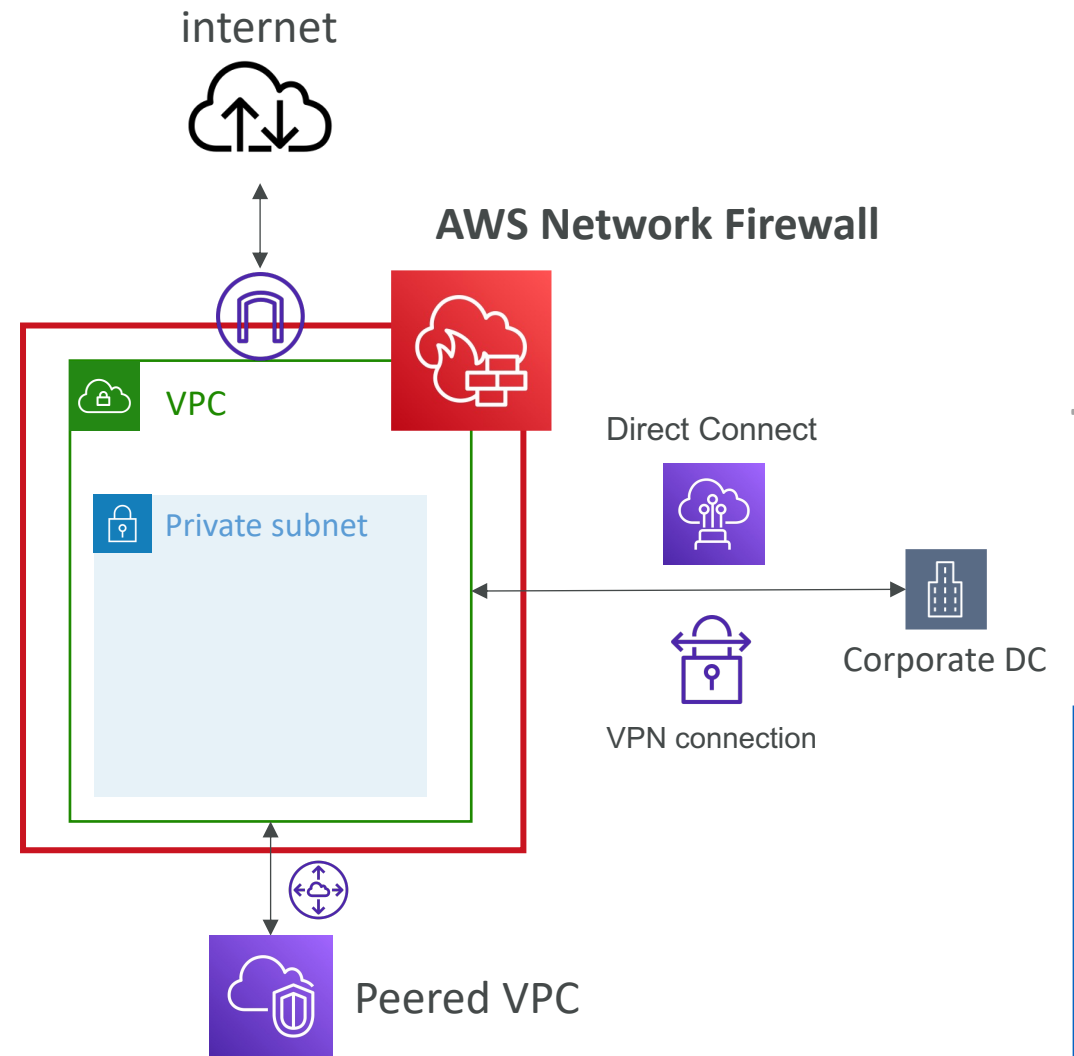 internet
AWS Network Firewall
VPC
Direct Connect
Private subnet
Corporate DC
VPN connection
Peered VPC